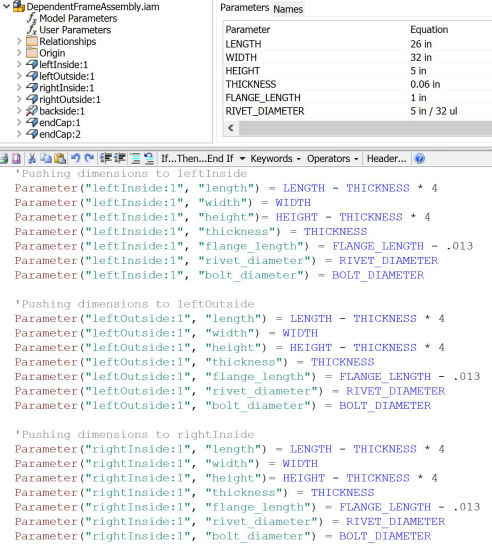 DependentFrameAssembly.iam
Model Parameters
User Parameters
Relationships
Origin
leftInside:1
leftOutside:1
rightInside:1
rightOutside:1
backside:1
endCap:1
endCap:2
Parameters Names
Parameter Equation
LENGTH 26 in
WIDTH 32 in
HEIGHT 5 in
THICKNESS 0.06 in
FLANGE_LENGTH 1 in
RIVET_DIAMETER 5 in / 32 ul
If...Then...End If Keywords Operators Header...
'Pushing dimensions to leftInside
Parameter("leftInside:1", "length") = LENGTH - THICKNESS * 4
Parameter("leftInside:1", "width") = WIDTH
Parameter("leftInside:1", "height")= HEIGHT - THICKNESS * 4
Parameter("leftInside:1", "thickness") = THICKNESS
Parameter("leftInside:1", "flange_length") = FLANGE_LENGTH - .013
Parameter("leftInside:1", "rivet_diameter") = RIVET_DIAMETER
Parameter("leftInside:1", "bolt_diameter") = BOLT_DIAMETER
'Pushing dimensions to leftOutside
Parameter("leftOutside:1", "length") = LENGTH - THICKNESS * 4
Parameter("leftOutside:1", "width") = WIDTH
Parameter("leftOutside:1", "height") = HEIGHT - THICKNESS * 4
Parameter("leftOutside:1", "thickness") = THICKNESS
Parameter("leftOutside:1", "flange_length") = FLANGE_LENGTH - .013
Parameter("leftOutside:1", "rivet_diameter") = RIVET_DIAMETER
Parameter("leftOutside:1", "bolt_diameter") = BOLT_DIAMETER
'Pushing dimensions to rightInside
Parameter("rightInside:1", "length") = LENGTH - THICKNESS * 4
Parameter("rightInside:1", "width") = WIDTH
Parameter("rightInside:1", "height")= HEIGHT - THICKNESS * 4
Parameter("rightInside:1", "thickness") = THICKNESS
Parameter("rightInside:1", "flange_length") = FLANGE_LENGTH - .013
Parameter("rightInside:1", "rivet_diameter") = RIVET_DIAMETER
Parameter("rightInside:1", "bolt_diameter") = BOLT_DIAMETER